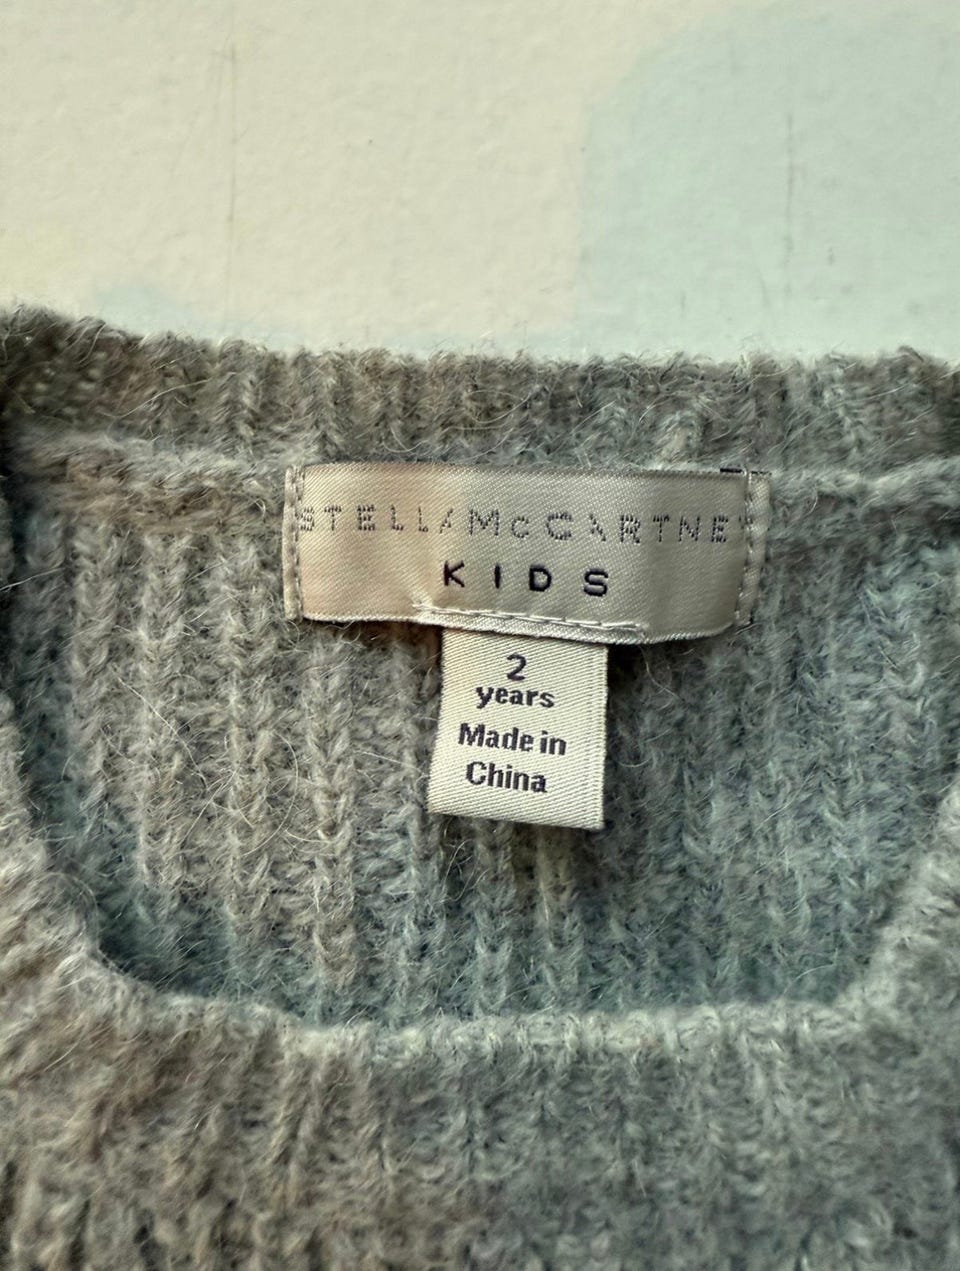 STELLA McCARTNEY
KIDS
2
years
Made in
China